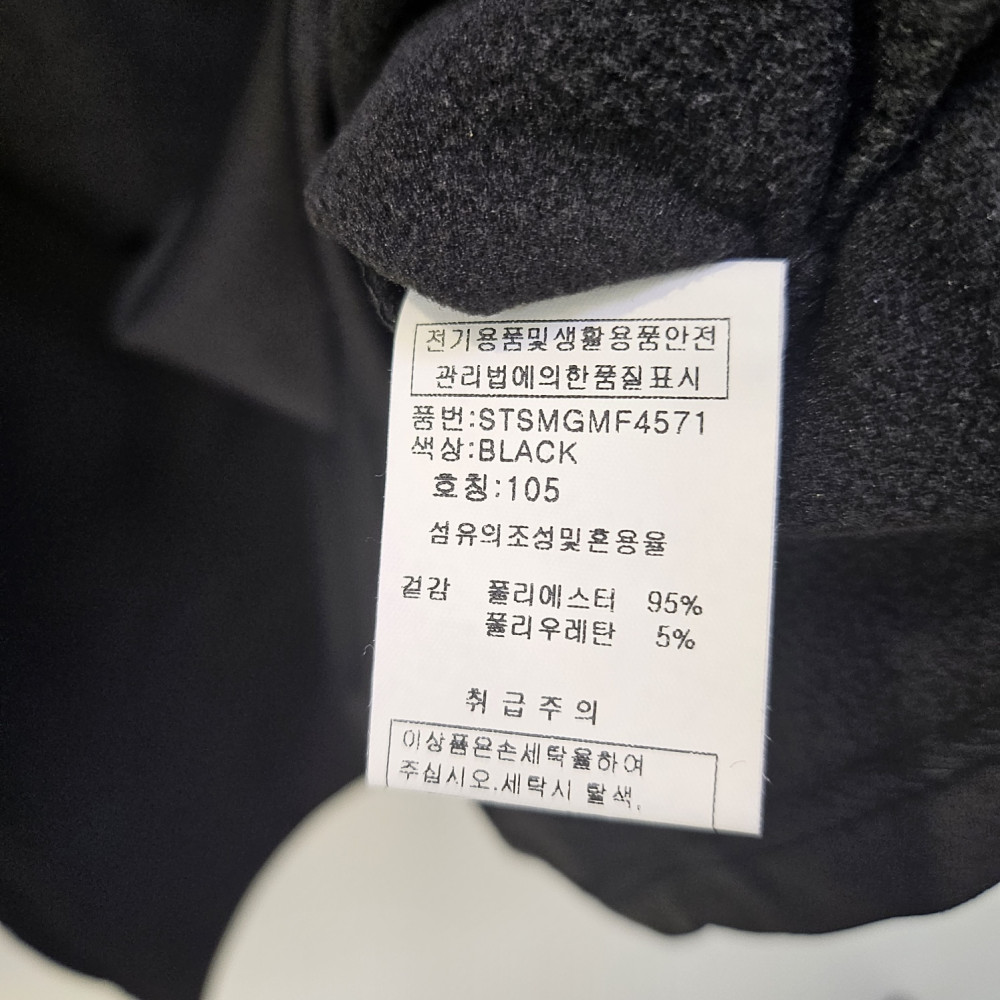 전기용품및생활용품안전
관리법에의한품질표시
품번:STSMGMF4571
색상:BLACK
호칭:105
섬유의조성및혼용율
겉감 폴리에스터 95%
폴리우레탄 5%
취급주의
이상품은손세탁을하여
주십시오.세탁시 탈색,